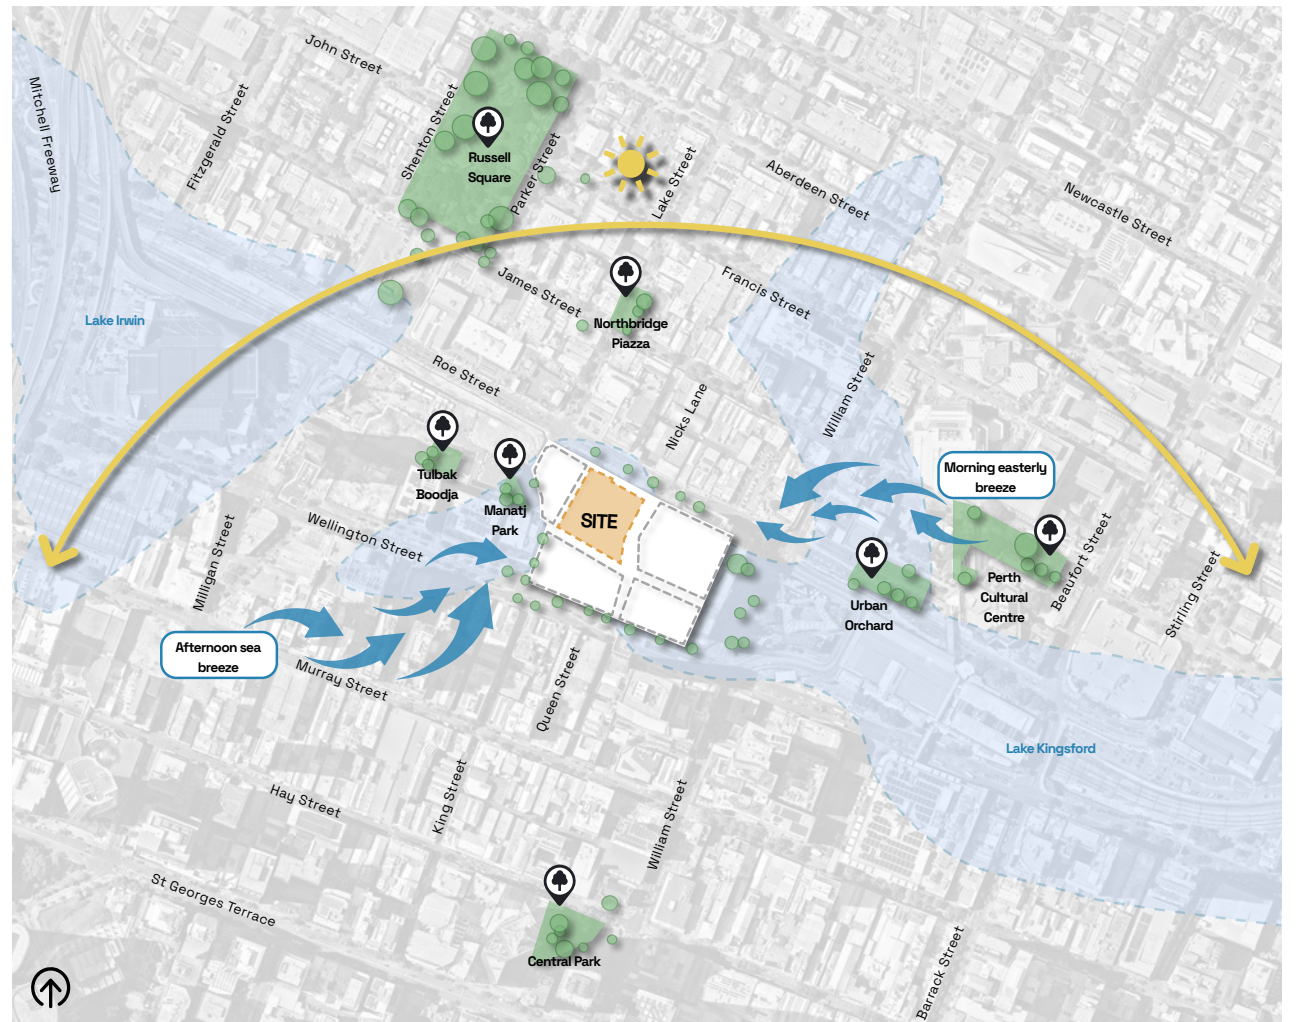 John Street
Mitchell Freeway
Fitzgerald Street
Shenton Street
Russell
Square
Parker Street
Lake Street
Aberdeen Street
Newcastle Street
James Street
Francis Street
Northbridge
Piazza
Lake Irwin
Roe Street
Nicks Lane
William Street
Tulbak
Boodja
Manatj
Park
Morning easterly
breeze
SITE
Wellington Street
Milligan Street
Perth
Cultural
Centre
Beaufort Street
Stirling Street
Urban
Orchard
Afternoon sea
breeze
Murray Street
Queen Street
Lake Kingsford
Hay Street
King Street
William Street
St Georges Terrace
Central Park
Barrack Street